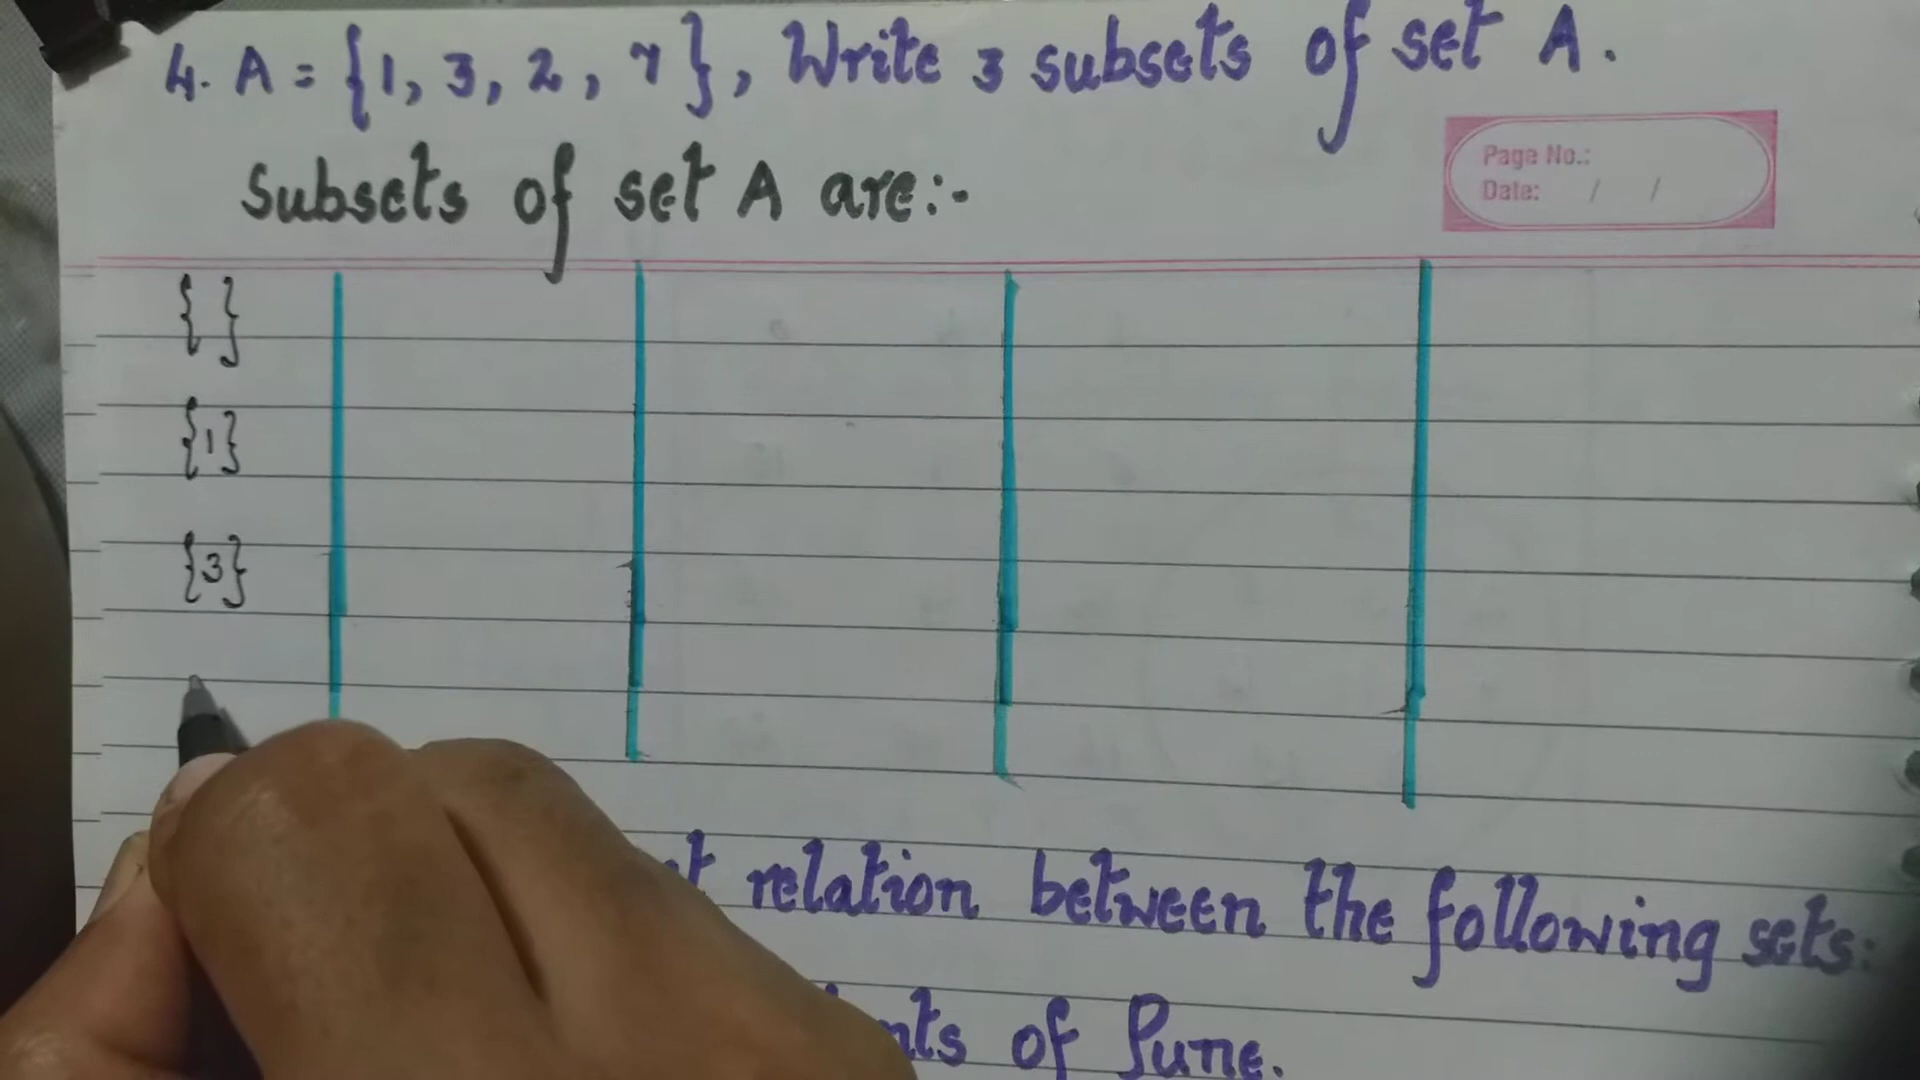 4. A = {1, 3, 2, 7}, Write 3 subsets of set A.
Subsets of set A are:-
Page No.:
Date: / /
{ }
{1}
{3}
relation between the following sets:
of Pune.